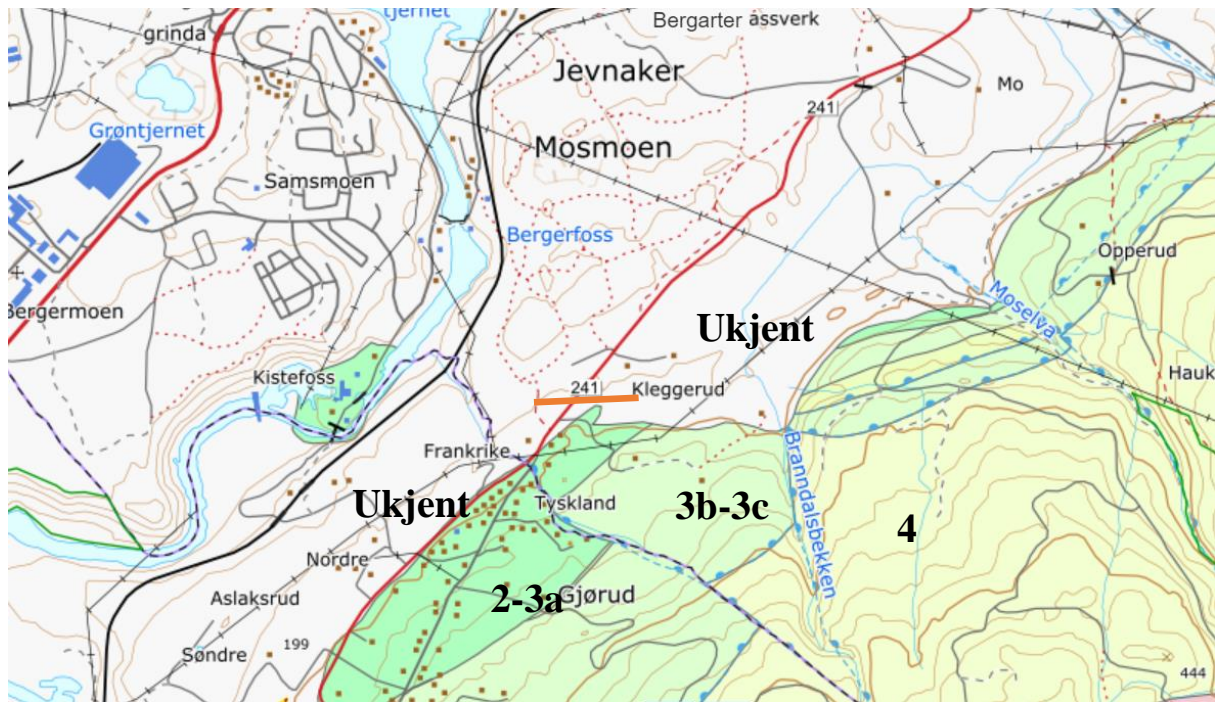 tjernet
Bergarter
assverk
grinda
Jevnaker
Mo
241
Grøntjernet
Mosmoen
Samsmoen
Bergerfoss
Opperud
Moselva
Bergermoen
Ukjent
Kistefoss
241
Kleggerud
Hauk
Frankrike
Branndalsbekken
Ukjent
Tyskland
3b-3c
4
Nordre
2-3a
Gjørud
Aslaksrud
199
Søndre
444